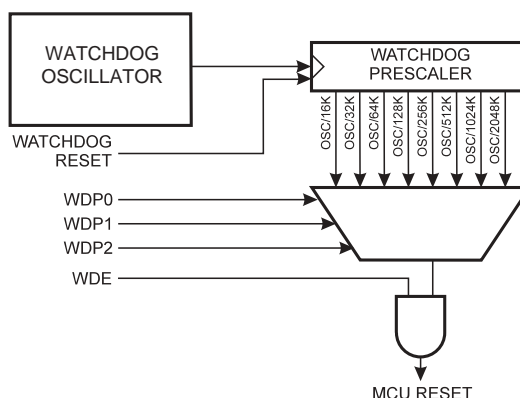 WATCHDOG
OSCILLATOR
WATCHDOG
PRESCALER
WATCHDOG
RESET
OSC/16K
OSC/32K
OSC/64K
OSC/128K
OSC/256K
OSC/512K
OSC/1024K
OSC/2048K
WDP0
WDP1
WDP2
WDE
MCU RESET